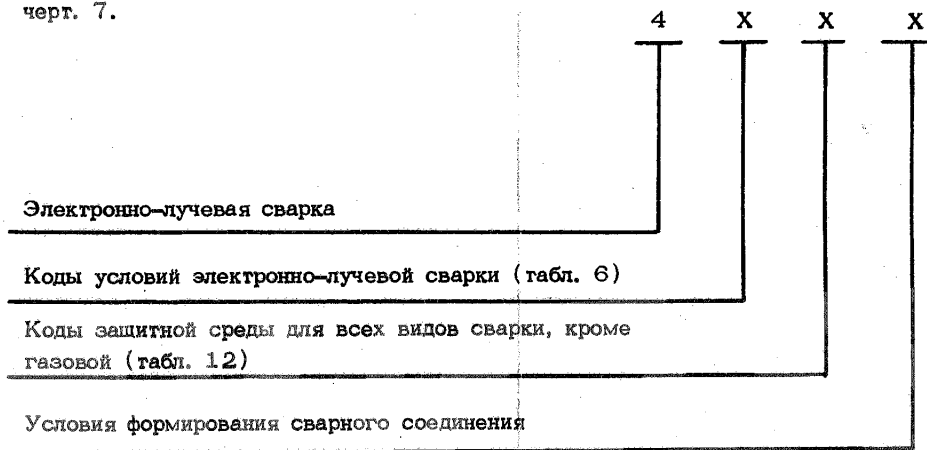 черт. 7.
4 X X X
Электронно-лучевая сварка
Коды условий электронно-лучевой сварки (табл. 6)
Коды защитной среды для всех видов сварки, кроме
газовой (табл. 12)
Условия формирования сварного соединения